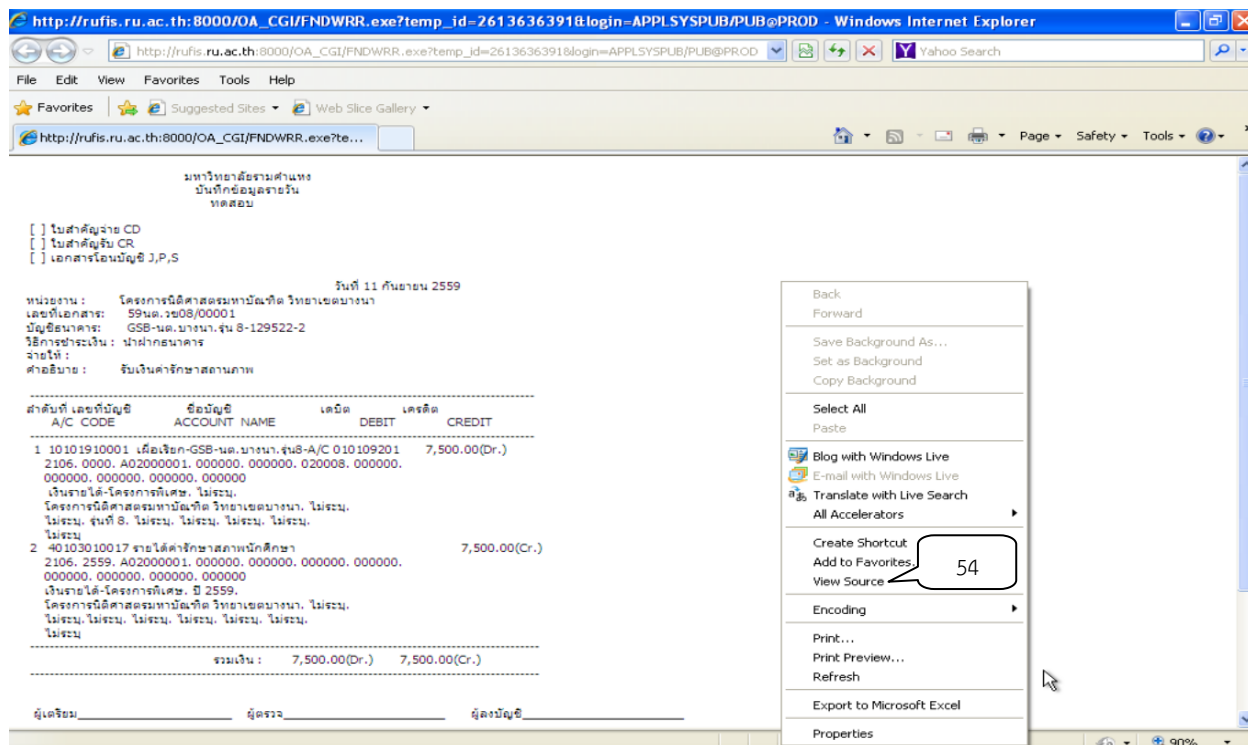 http://rufis.ru.ac.th:8000/OA_CGI/FNDWRR.exe?temp_id=2613636391&login=APPLSYSPUB/PUB@PROD - Windows Internet Explorer
http://rufis.ru.ac.th:8000/OA_CGI/FNDWRR.exe?temp_id=2613636391&login=APPLSYSPUB/PUB@PROD Yahoo Search
File Edit View Favorites Tools Help
Favorites Suggested Sites Web Slice Gallery
http://rufis.ru.ac.th:8000/OA_CGI/FNDWRR.exe?te... Page Safety Tools
มหาวิทยาลัยรามคำแหง
บันทึกข้อมูลรายวัน
ทดสอบ
[ ] ใบสำคัญจ่าย CD
[ ] ใบสำคัญรับ CR
[ ] เอกสารโอนบัญชี J,P,S
วันที่ 11 กันยายน 2559
หน่วยงาน : โครงการนิติศาสตรมหาบัณฑิต วิทยาเขตบางนา
เลขที่เอกสาร: 59นต.วข08/00001
บัญชีธนาคาร: GSB-นต.บางนา.รุ่น 8-129522-2
วิธีการชำระเงิน : นำฝากธนาคาร
จ่ายให้ :
คำอธิบาย : รับเงินค่ารักษาสถานภาพ
ลำดับที่ เลขที่บัญชี ชื่อบัญชี เดบิต เครดิต
A/C CODE ACCOUNT NAME DEBIT CREDIT
1 10101910001 เผื่อเรียก-GSB-นต.บางนา.รุ่น8-A/C 010109201 7,500.00(Dr.)
2106. 0000. A02000001. 000000. 000000. 020008. 000000.
000000. 000000. 000000. 000000
เงินรายได้-โครงการพิเศษ. ไม่ระบุ.
โครงการนิติศาสตรมหาบัณฑิต วิทยาเขตบางนา. ไม่ระบุ.
ไม่ระบุ. รุ่นที่ 8. ไม่ระบุ. ไม่ระบุ. ไม่ระบุ. ไม่ระบุ.
ไม่ระบุ
2 40103010017 รายได้ค่ารักษาสภาพนักศึกษา 7,500.00(Cr.)
2106. 2559. A02000001. 000000. 000000. 000000. 000000.
000000. 000000. 000000. 000000
เงินรายได้-โครงการพิเศษ. ปี 2559.
โครงการนิติศาสตรมหาบัณฑิต วิทยาเขตบางนา. ไม่ระบุ.
ไม่ระบุ. ไม่ระบุ. ไม่ระบุ. ไม่ระบุ. ไม่ระบุ. ไม่ระบุ.
ไม่ระบุ
รวมเงิน : 7,500.00(Dr.) 7,500.00(Cr.)
ผู้เตรียม ผู้ตรวจ ผู้ลงบัญชี
Back
Forward
Save Background As...
Set as Background
Copy Background
Select All
Paste
Blog with Windows Live
E-mail with Windows Live
Translate with Live Search
All Accelerators
Create Shortcut
Add to Favorites.
54
View Source
Encoding
Print...
Print Preview...
Refresh
Export to Microsoft Excel
Properties
90%